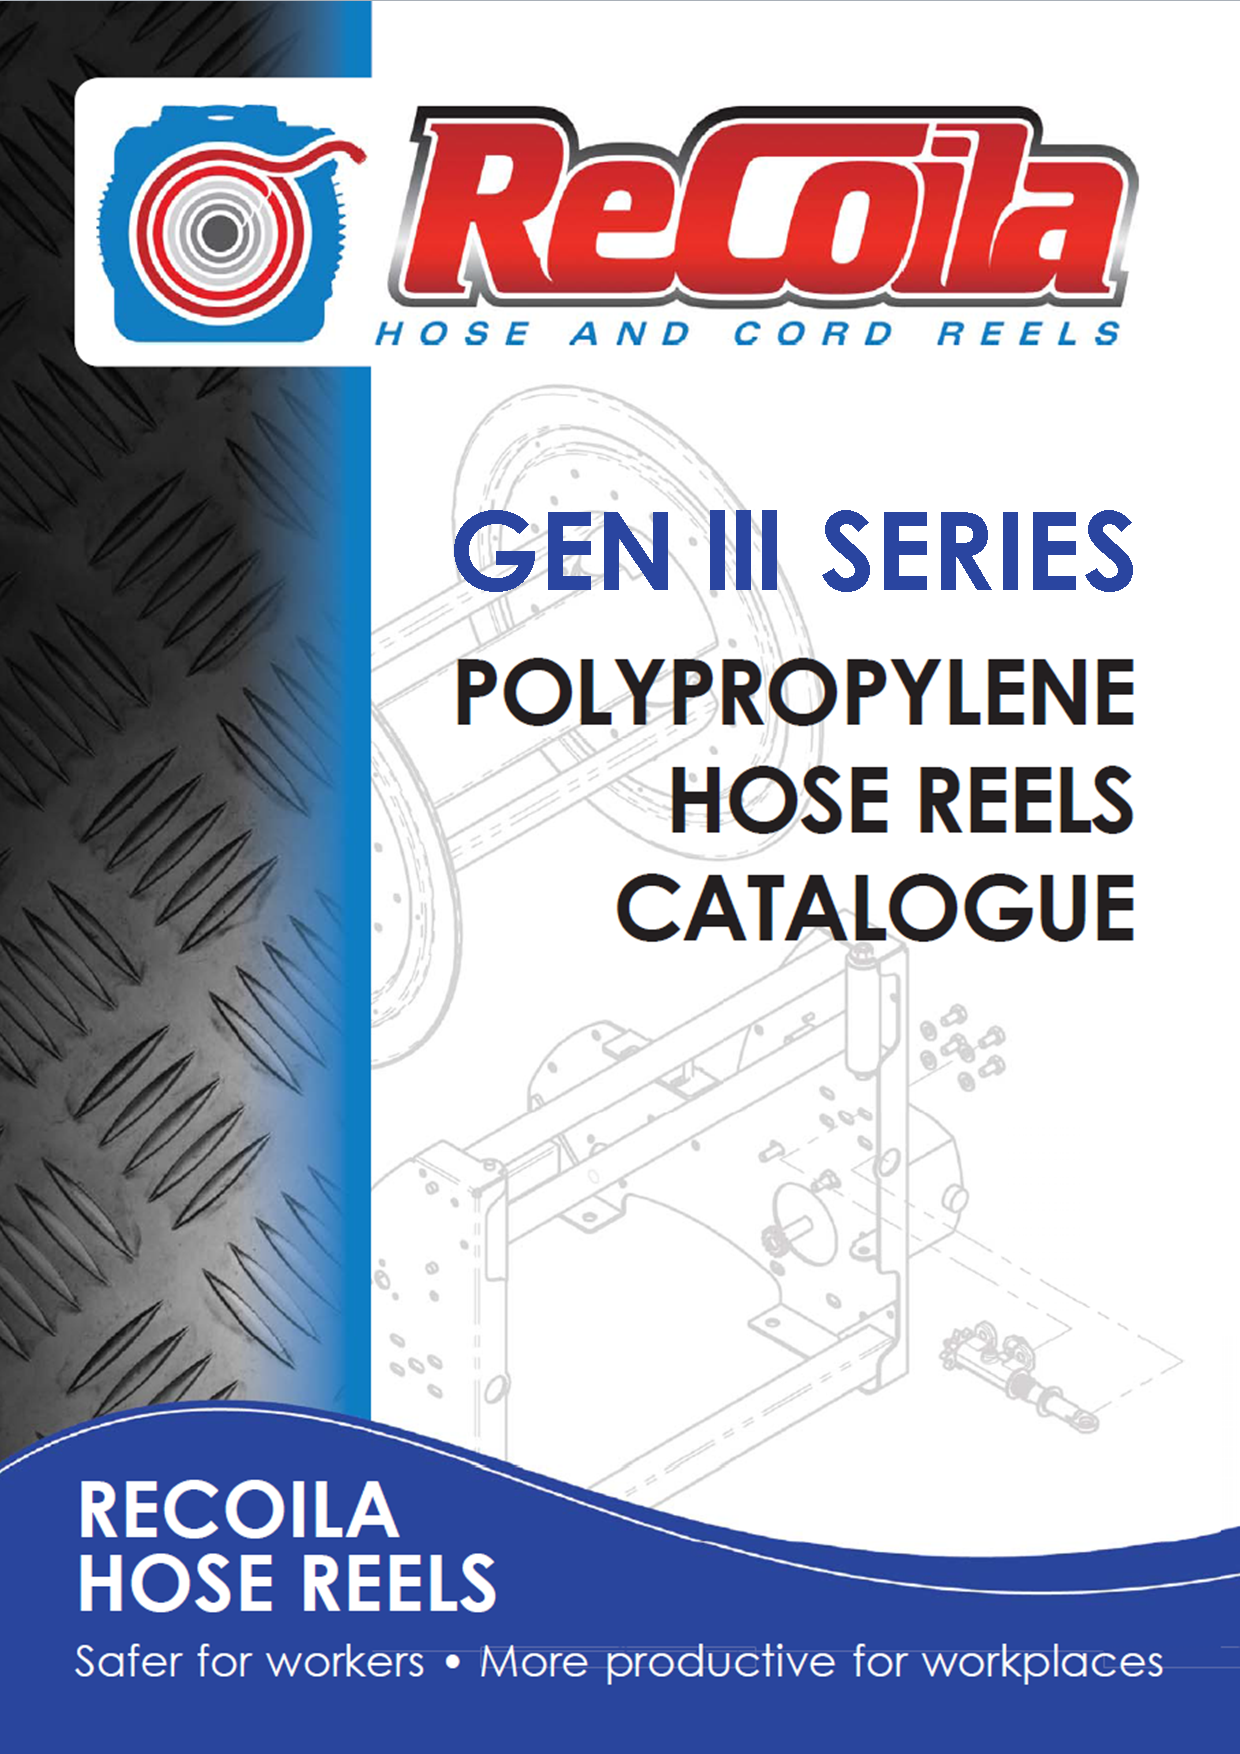 ReCoila
HOSE AND CORD REELS
GEN III SERIES
POLYPROPYLENE
HOSE REELS
CATALOGUE
RECOILA
HOSE REELS
Safer for workers • More productive for workplaces